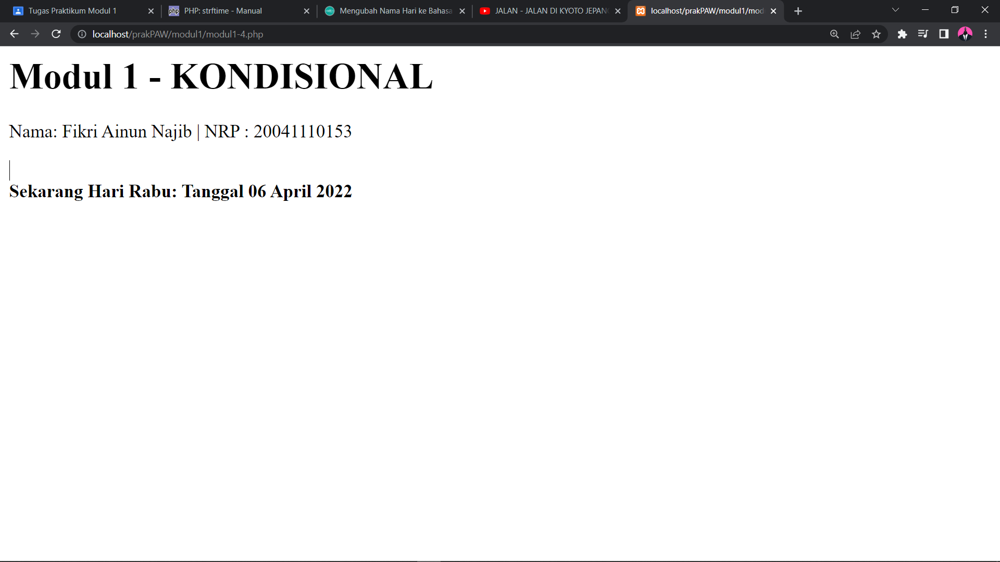 Tugas Praktikum Modul 1
PHP: strftime - Manual
Mengubah Nama Hari ke Bahasa
JALAN - JALAN DI KYOTO JEPANG
localhost/prakPAW/modul1/mod
localhost/prakPAW/modul1/modul1-4.php
Modul 1 - KONDISIONAL
Nama: Fikri Ainun Najib | NRP : 20041110153
Sekarang Hari Rabu: Tanggal 06 April 2022